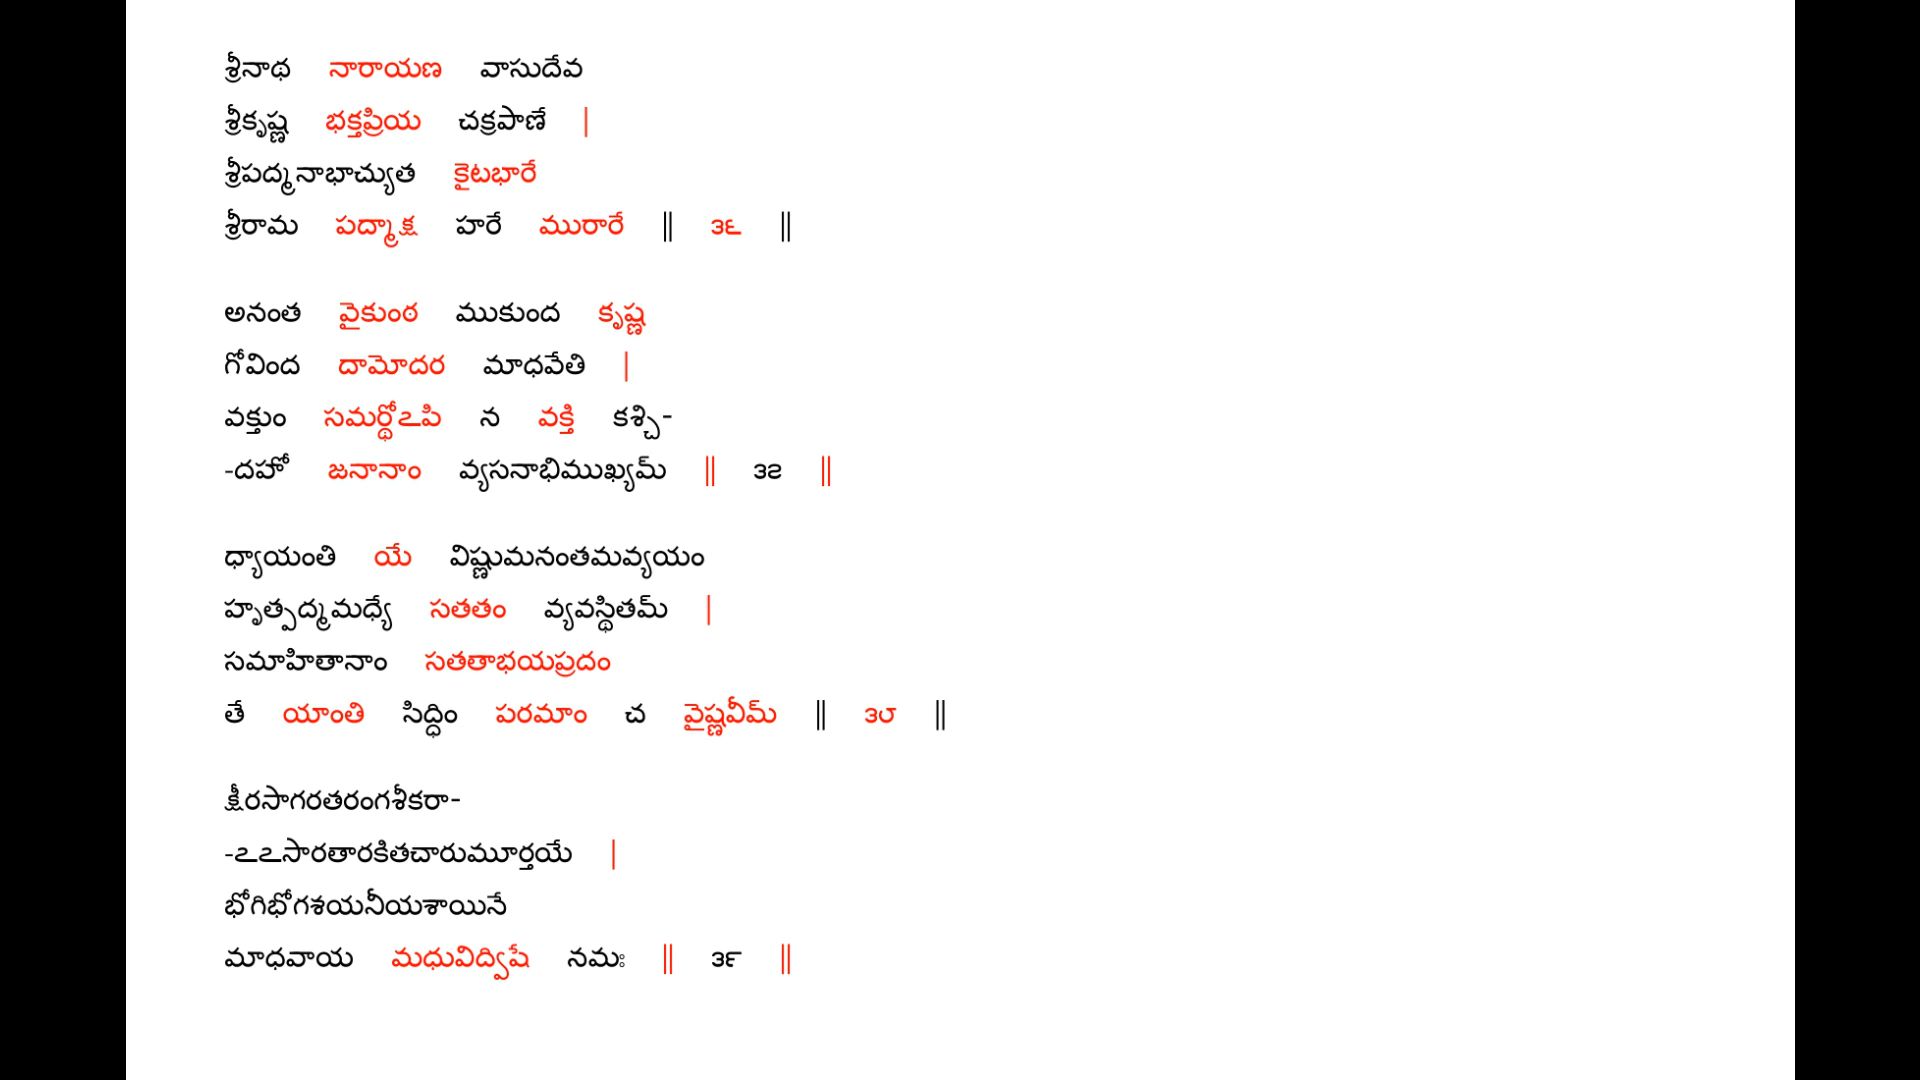 శ్రీనాథ నారాయణ వాసుదేవ
శ్రీకృష్ణ భక్తప్రియ చక్రపాణే |
శ్రీపద్మనాభాచ్యుత కైటభారే
శ్రీరామ పద్మాక్ష హరే మురారే ‖ ౩౬ ‖
అనంత వైకుంఠ ముకుంద కృష్ణ
గోవింద దామోదర మాధవేతి |
వక్తుం సమర్థోఽపి న వక్తి కశ్చి-
-దహో జనానాం వ్యసనాభిముఖ్యమ్ ‖ ౩౭ ‖
ధ్యాయంతి యే విష్ణుమనంతమవ్యయం
హృత్పద్మమధ్యే సతతం వ్యవస్థితమ్ |
సమాహితానాం సతతాభయప్రదం
తే యాంతి సిద్ధిం పరమాం చ వైష్ణవీమ్ ‖ ౩౮ ‖
క్షీరసాగరతరంగశీకరా-
-ఽఽసారతారకితచారుమూర్తయే |
భోగిభోగశయనీయశాయినే
మాధవాయ మధువిద్విషే నమః ‖ ౩౯ ‖